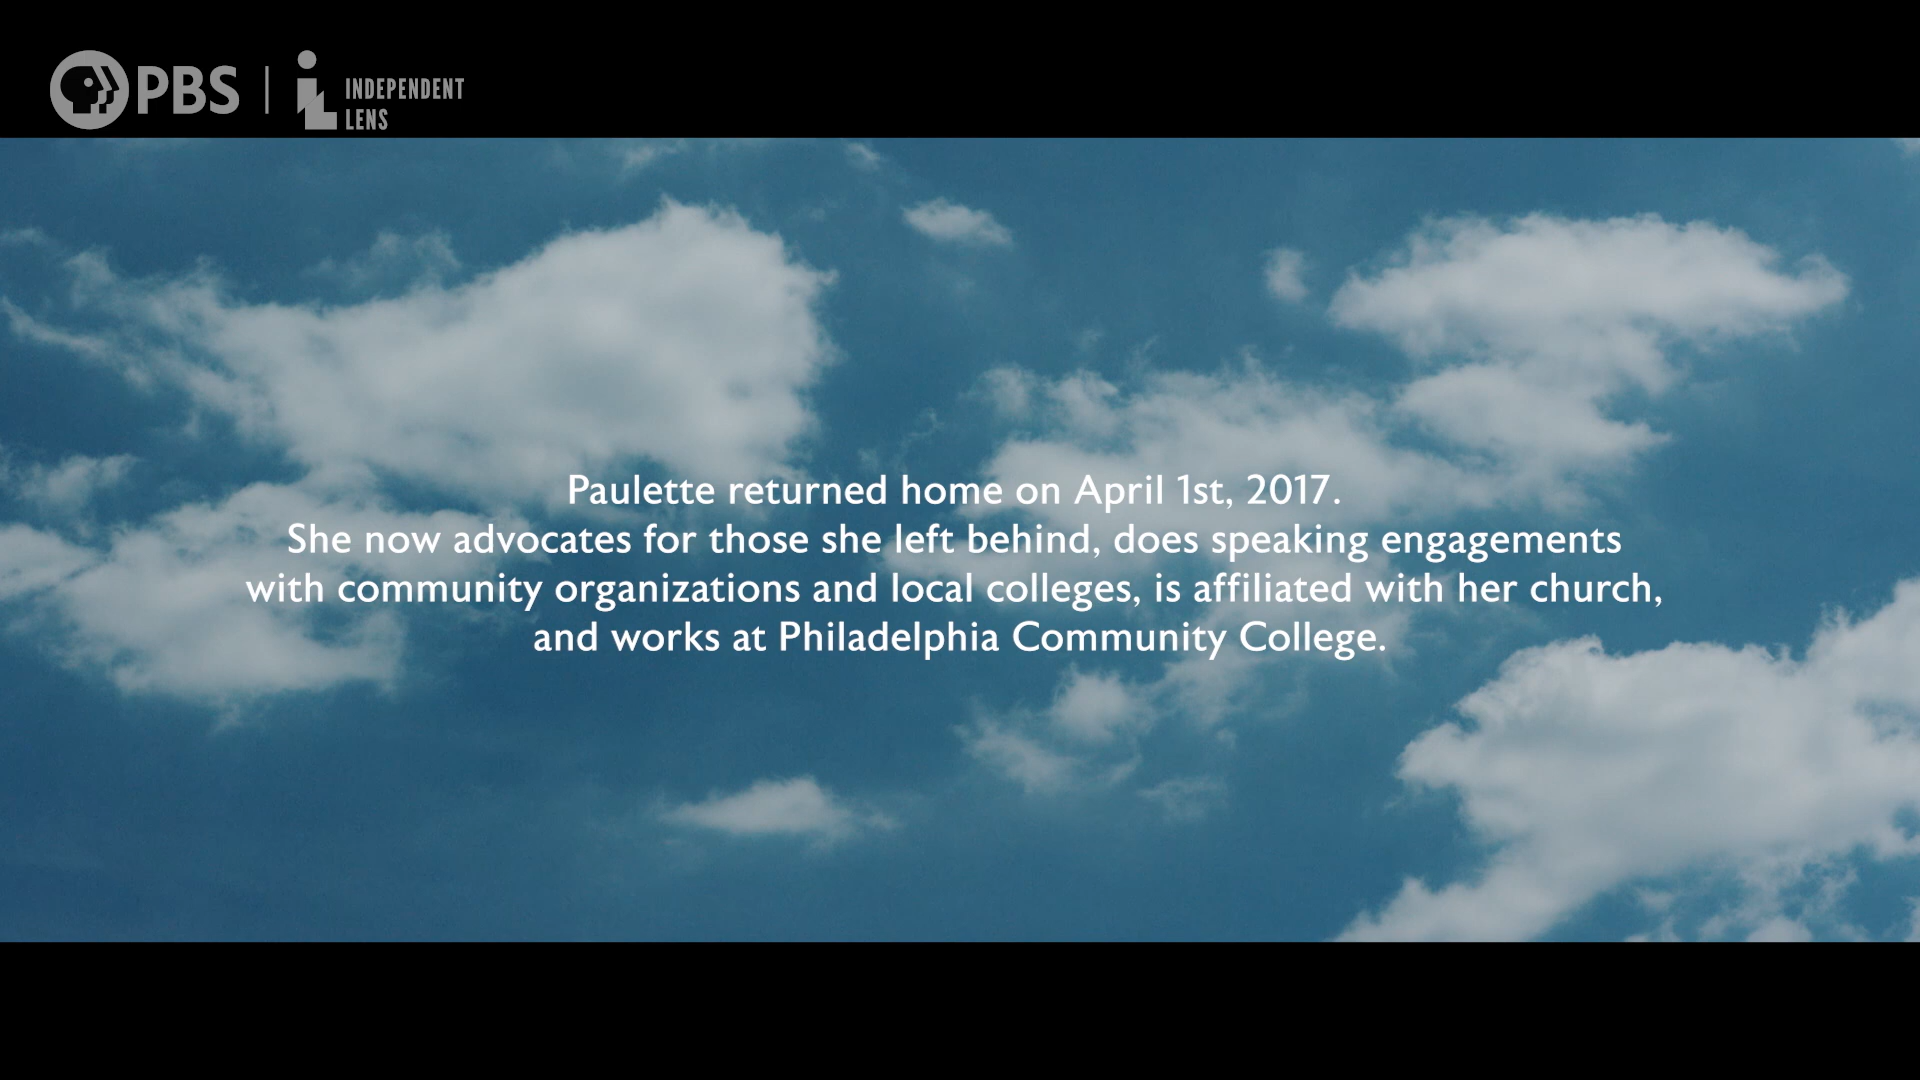 PBS
INDEPENDENT
LENS
Paulette returned home on April 1st, 2017.
She now advocates for those she left behind, does speaking engagements
with community organizations and local colleges, is affiliated with her church,
and works at Philadelphia Community College.